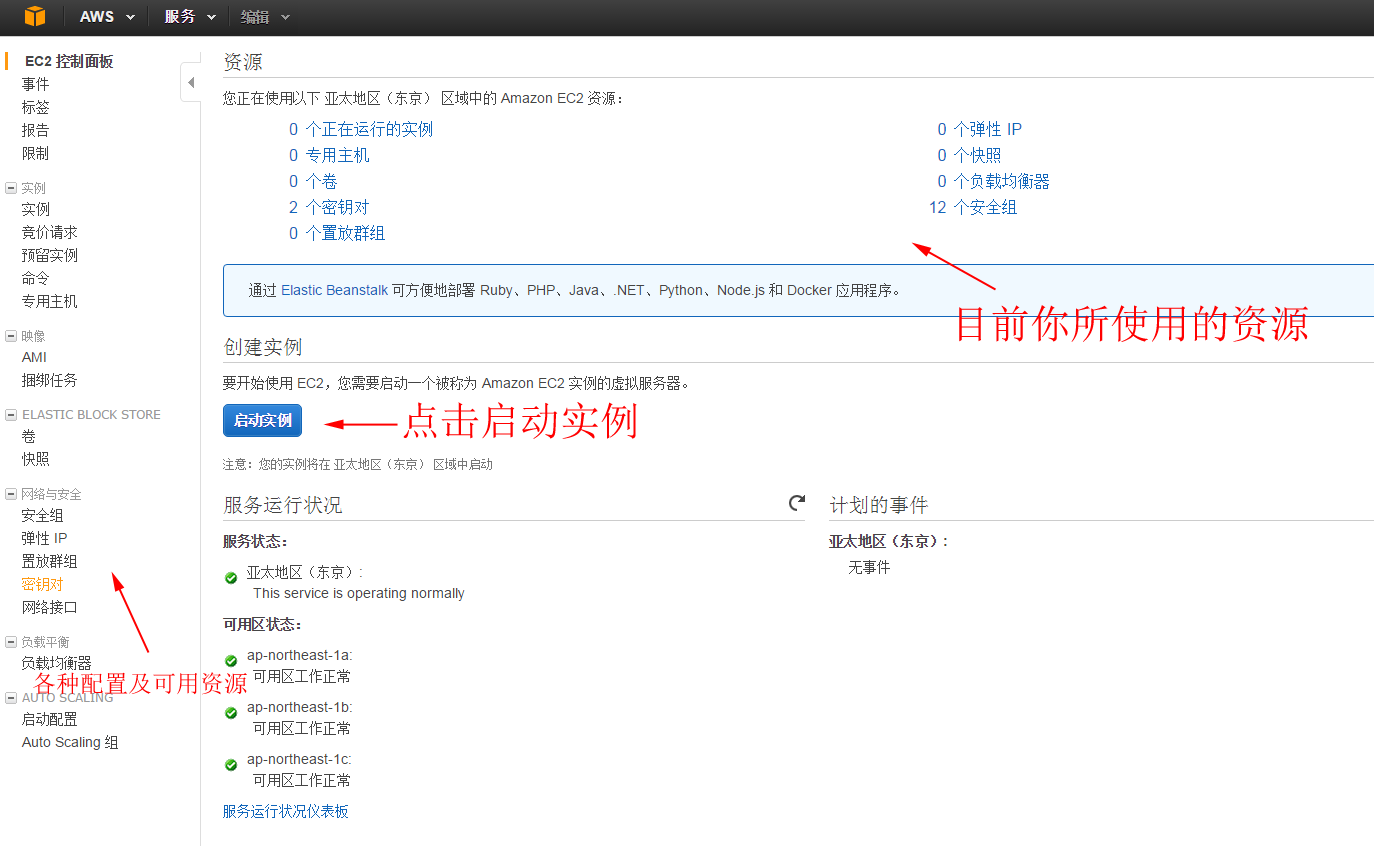 AWS 服务 编辑
EC2 控制面板
事件
标签
报告
限制
实例
实例
竞价请求
预留实例
命令
专用主机
映像
AMI
捆绑任务
ELASTIC BLOCK STORE
卷
快照
网络与安全
安全组
弹性 IP
置放群组
密钥对
网络接口
负载平衡
负载均衡器
各种配置及可用资源
AUTO SCALING
启动配置
Auto Scaling 组
资源
您正在使用以下 亚太地区（东京） 区域中的 Amazon EC2 资源：
0 个正在运行的实例
0 专用主机
0 个卷
2 个密钥对
0 个置放群组
0 个弹性 IP
0 个快照
0 个负载均衡器
12 个安全组
通过 Elastic Beanstalk 可方便地部署 Ruby、PHP、Java、.NET、Python、Node.js 和 Docker 应用程序。
目前你所使用的资源
创建实例
要开始使用 EC2，您需要启动一个被称为 Amazon EC2 实例的虚拟服务器。
启动实例
点击启动实例
注意：您的实例将在 亚太地区（东京） 区域中启动
服务运行状况
服务状态：
亚太地区（东京）:
This service is operating normally
可用区状态：
ap-northeast-1a:
可用区工作正常
ap-northeast-1b:
可用区工作正常
ap-northeast-1c:
可用区工作正常
服务运行状况仪表板
计划的事件
亚太地区（东京）:
无事件